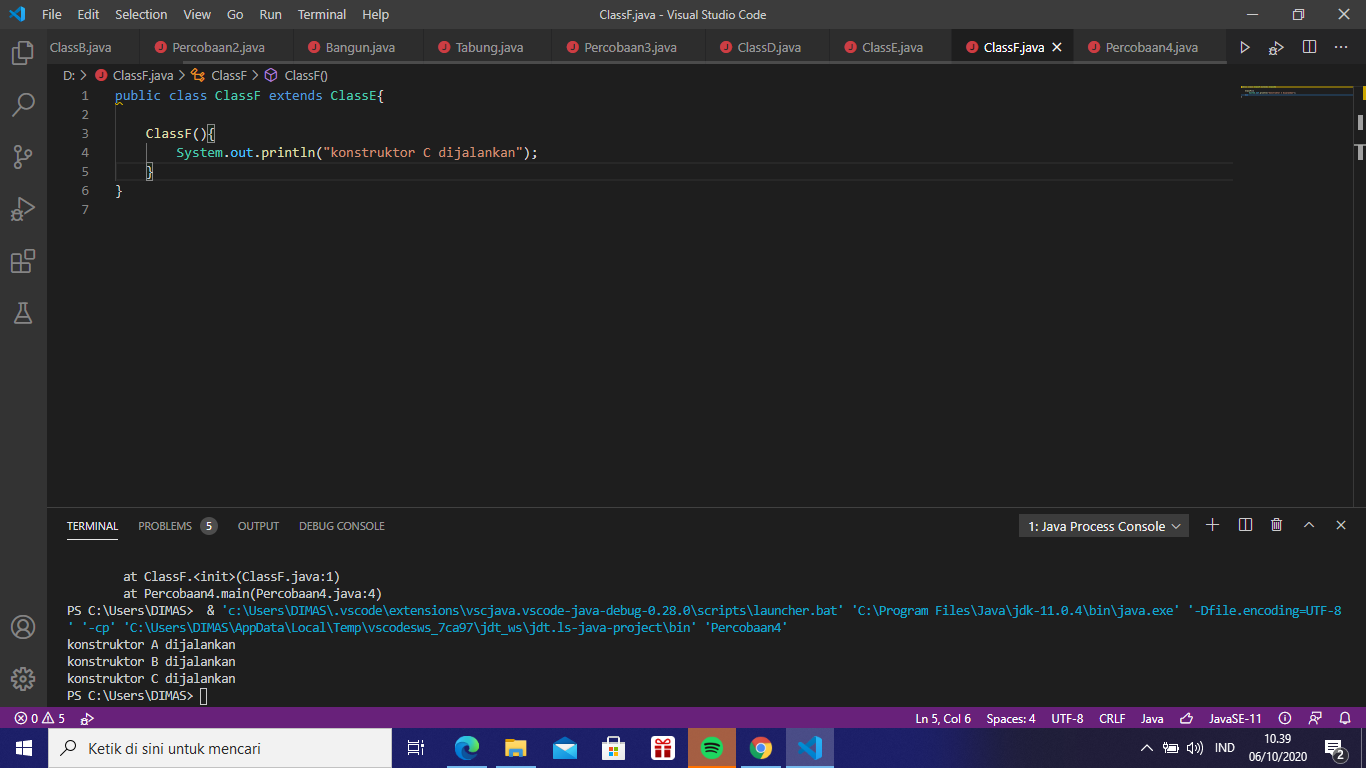 File Edit Selection View Go Run Terminal Help ClassF.java - Visual Studio Code
ClassB.java Percobaan2.java Bangun.java Tabung.java Percobaan3.java ClassD.java ClassE.java ClassF.java Percobaan4.java
D: > ClassF.java > ClassF > ClassF()
1 public class ClassF extends ClassE{
2
3 ClassF(){
4 System.out.println("konstruktor C dijalankan");
5 }
6 }
7
TERMINAL PROBLEMS 5 OUTPUT DEBUG CONSOLE 1: Java Process Console
at ClassF.<init>(ClassF.java:1)
at Percobaan4.main(Percobaan4.java:4)
PS C:\Users\DIMAS> & 'c:\Users\DIMAS\.vscode\extensions\vscjava.vscode-java-debug-0.28.0\scripts\launcher.bat' 'C:\Program Files\Java\jdk-11.0.4\bin\java.exe' '-Dfile.encoding=UTF-8
' '-cp' 'C:\Users\DIMAS\AppData\Local\Temp\vscodesws_7ca97\jdt_ws\jdt.ls-java-project\bin' 'Percobaan4'
konstruktor A dijalankan
konstruktor B dijalankan
konstruktor C dijalankan
PS C:\Users\DIMAS>
0 5 Ln 5, Col 6 Spaces: 4 UTF-8 CRLF Java JavaSE-11
Ketik di sini untuk mencari IND 10.39
06/10/2020 2